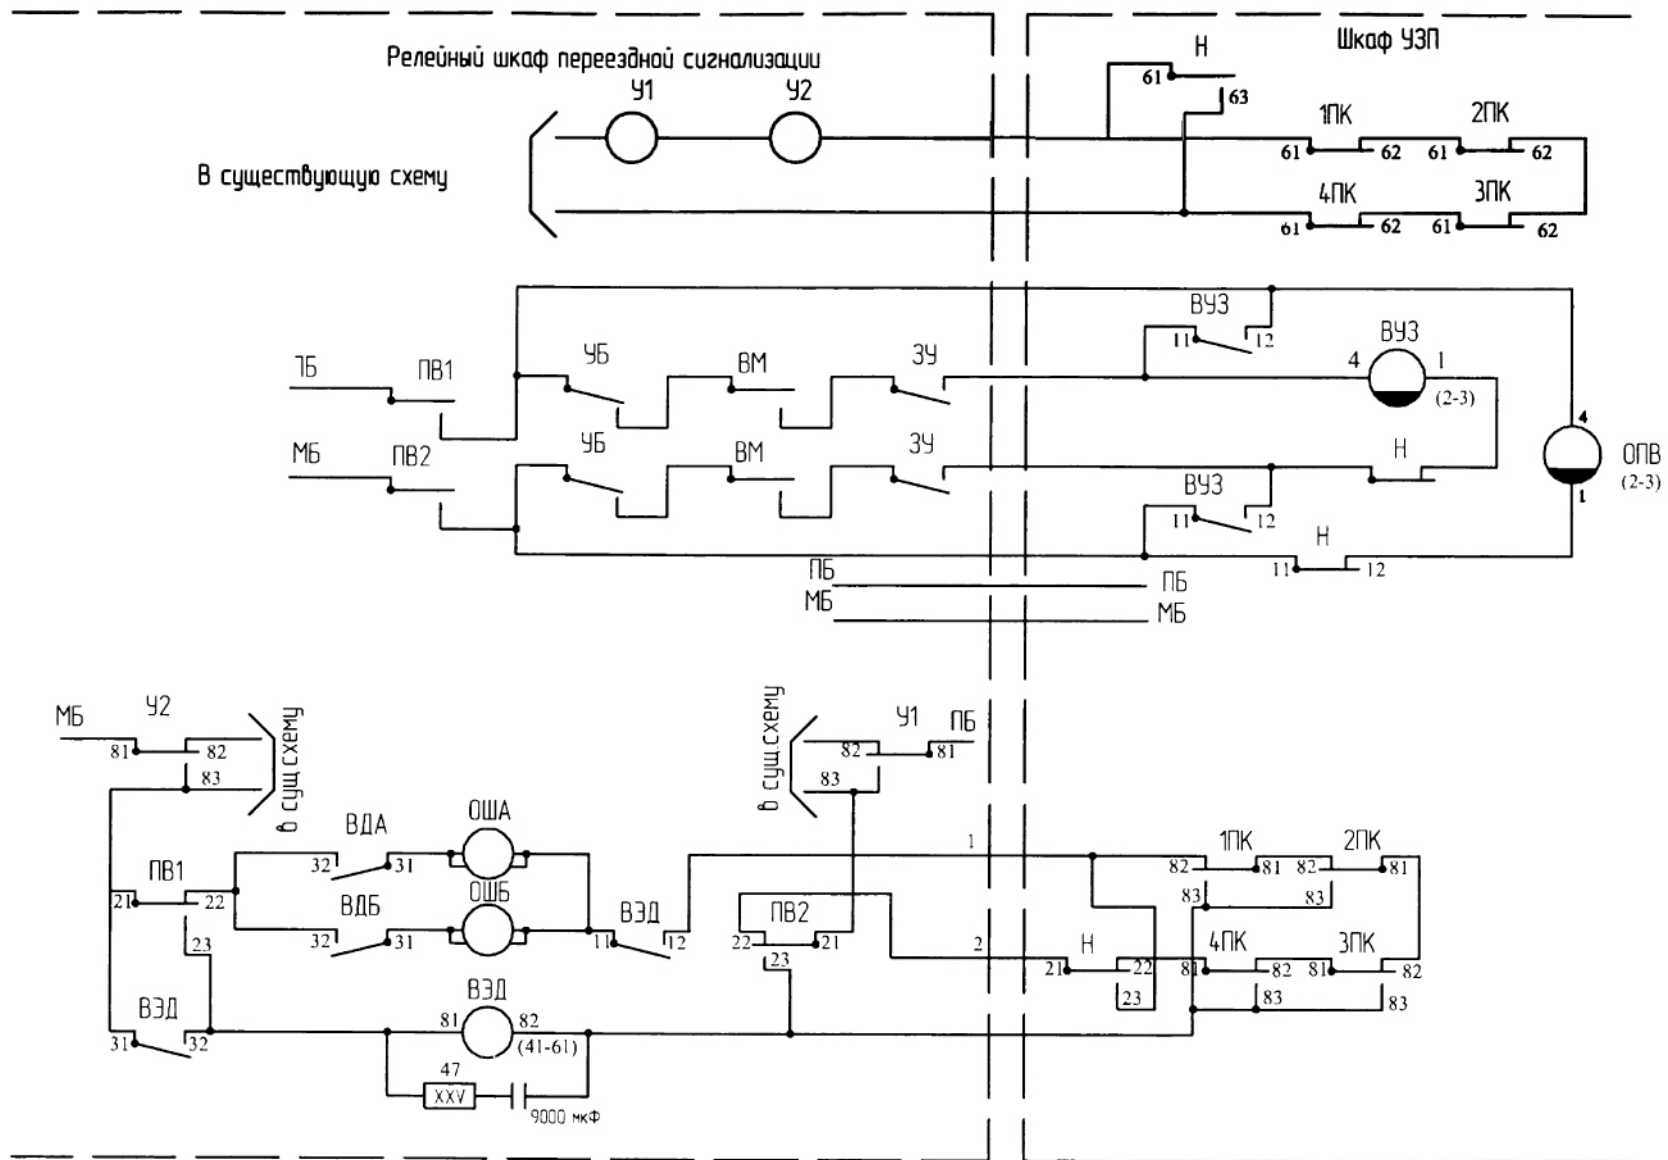 Релейный шкаф переездной сигнализации
Шкаф УЗП
Н
У1 У2
61
63
1ПК 2ПК
61 62 61 62
В существующую схему
4ПК 3ПК
61 62 61 62
ВУЗ
11 12
УБ ВМ ЗУ
ВУЗ
4 1
(2-3)
ПВ1
МБ ПВ2
УБ ВМ ЗУ
Н
4
ОПВ
(2-3)
1
ВУЗ
11 12
Н
11 12
ПБ ПБ
МБ МБ
МБ У2
81 82
83
в сущ.схему
в сущ.схему
У1 ПБ
82 81
83
ВДА ОША
32 31
1
1ПК 2ПК
82 81 82 81
83 83
ПВ1
21 22
23
ВДБ ОШБ
32 31
ВЭД
11 12
ПВ2
22 21
23
2
Н
21 22
23
4ПК 3ПК
81 82 81 82
83 83
ВЭД
31 32
ВЭД
81 82
(41-61)
47
XXV
9000 мкФ